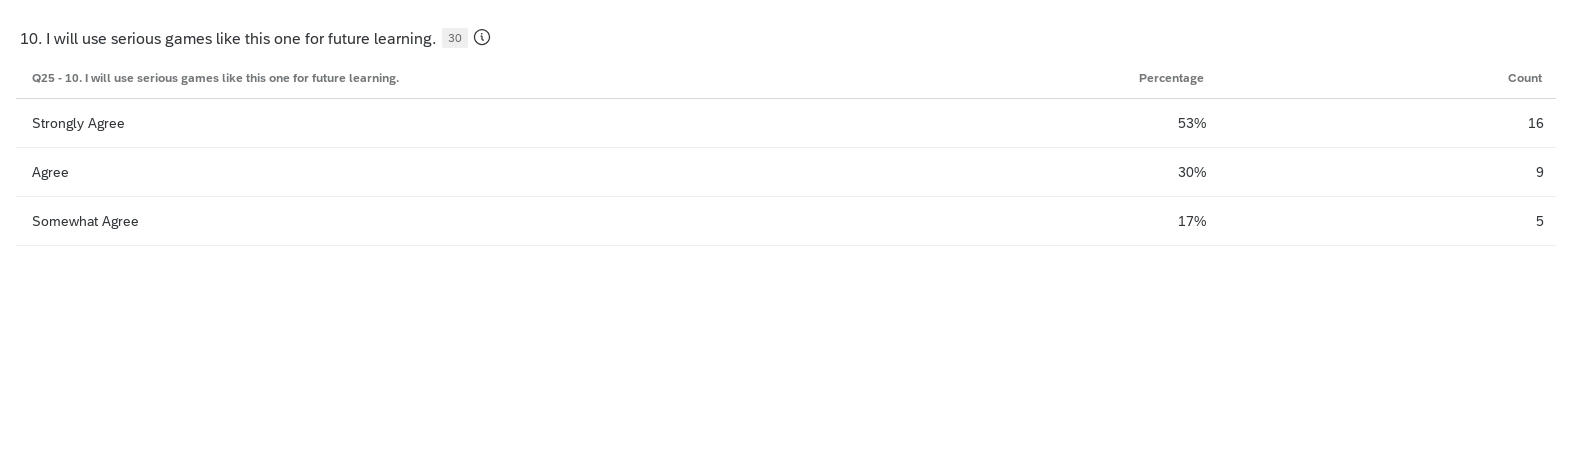 10. I will use serious games like this one for future learning. 30
Q25 - 10. I will use serious games like this one for future learning. Percentage Count
Strongly Agree 53% 16
Agree 30% 9
Somewhat Agree 17% 5